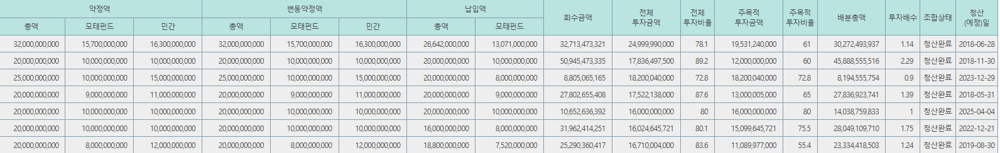 약정액 변동약정액 납입액 회수금액 전체 투자금액 전체 투자비율 주목적 투자금액 주목적 투자비율 배분총액 투자배수 조합상태 청산 (예정)일
총액 모태펀드 민간 총액 모태펀드 민간 총액 모태펀드
32,000,000,000 15,700,000,000 16,300,000,000 32,000,000,000 15,700,000,000 16,300,000,000 26,642,000,000 13,071,000,000 32,713,473,321 24,999,990,000 78.1 19,531,240,000 61 30,272,493,937 1.14 청산완료 2018-06-28
20,000,000,000 10,000,000,000 10,000,000,000 20,000,000,000 10,000,000,000 10,000,000,000 20,000,000,000 10,000,000,000 50,945,473,335 17,836,497,500 89.2 12,000,000,000 60 45,888,555,516 2.29 청산완료 2018-11-30
25,000,000,000 10,000,000,000 15,000,000,000 25,000,000,000 10,000,000,000 15,000,000,000 20,000,000,000 8,000,000,000 8,805,065,165 18,200,040,000 72.8 18,200,040,000 72.8 8,194,555,754 0.9 청산완료 2023-12-29
20,000,000,000 9,000,000,000 11,000,000,000 20,000,000,000 9,000,000,000 11,000,000,000 20,000,000,000 9,000,000,000 27,802,655,408 17,522,138,000 87.6 13,000,005,000 65 27,836,923,741 1.39 청산완료 2018-05-31
20,000,000,000 10,000,000,000 10,000,000,000 20,000,000,000 10,000,000,000 10,000,000,000 20,000,000,000 10,000,000,000 10,652,636,392 16,000,000,000 80 16,000,000,000 80 14,038,759,833 1 청산완료 2025-04-04
20,000,000,000 10,000,000,000 10,000,000,000 20,000,000,000 10,000,000,000 10,000,000,000 16,000,000,000 8,000,000,000 31,962,414,251 16,024,645,721 80.1 15,099,645,721 75.5 28,049,109,710 1.75 청산완료 2022-12-21
20,000,000,000 8,000,000,000 12,000,000,000 20,000,000,000 8,000,000,000 12,000,000,000 18,800,000,000 7,520,000,000 25,290,360,417 16,710,004,000 83.6 11,089,977,000 55.4 23,334,418,503 1.24 청산완료 2019-08-30